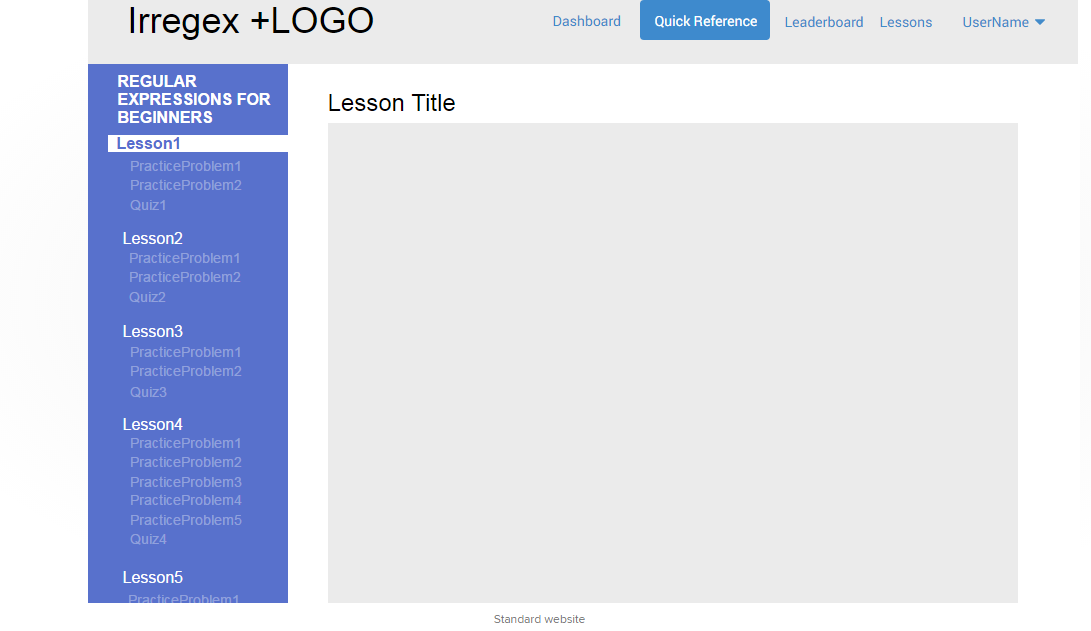 Irregex +LOGO
Dashboard Quick Reference Leaderboard Lessons UserName
REGULAR
EXPRESSIONS FOR
BEGINNERS
Lesson1
PracticeProblem1
PracticeProblem2
Quiz1
Lesson2
PracticeProblem1
PracticeProblem2
Quiz2
Lesson3
PracticeProblem1
PracticeProblem2
Quiz3
Lesson4
PracticeProblem1
PracticeProblem2
PracticeProblem3
PracticeProblem4
PracticeProblem5
Quiz4
Lesson5
PracticeProblem1
Lesson Title
Standard website